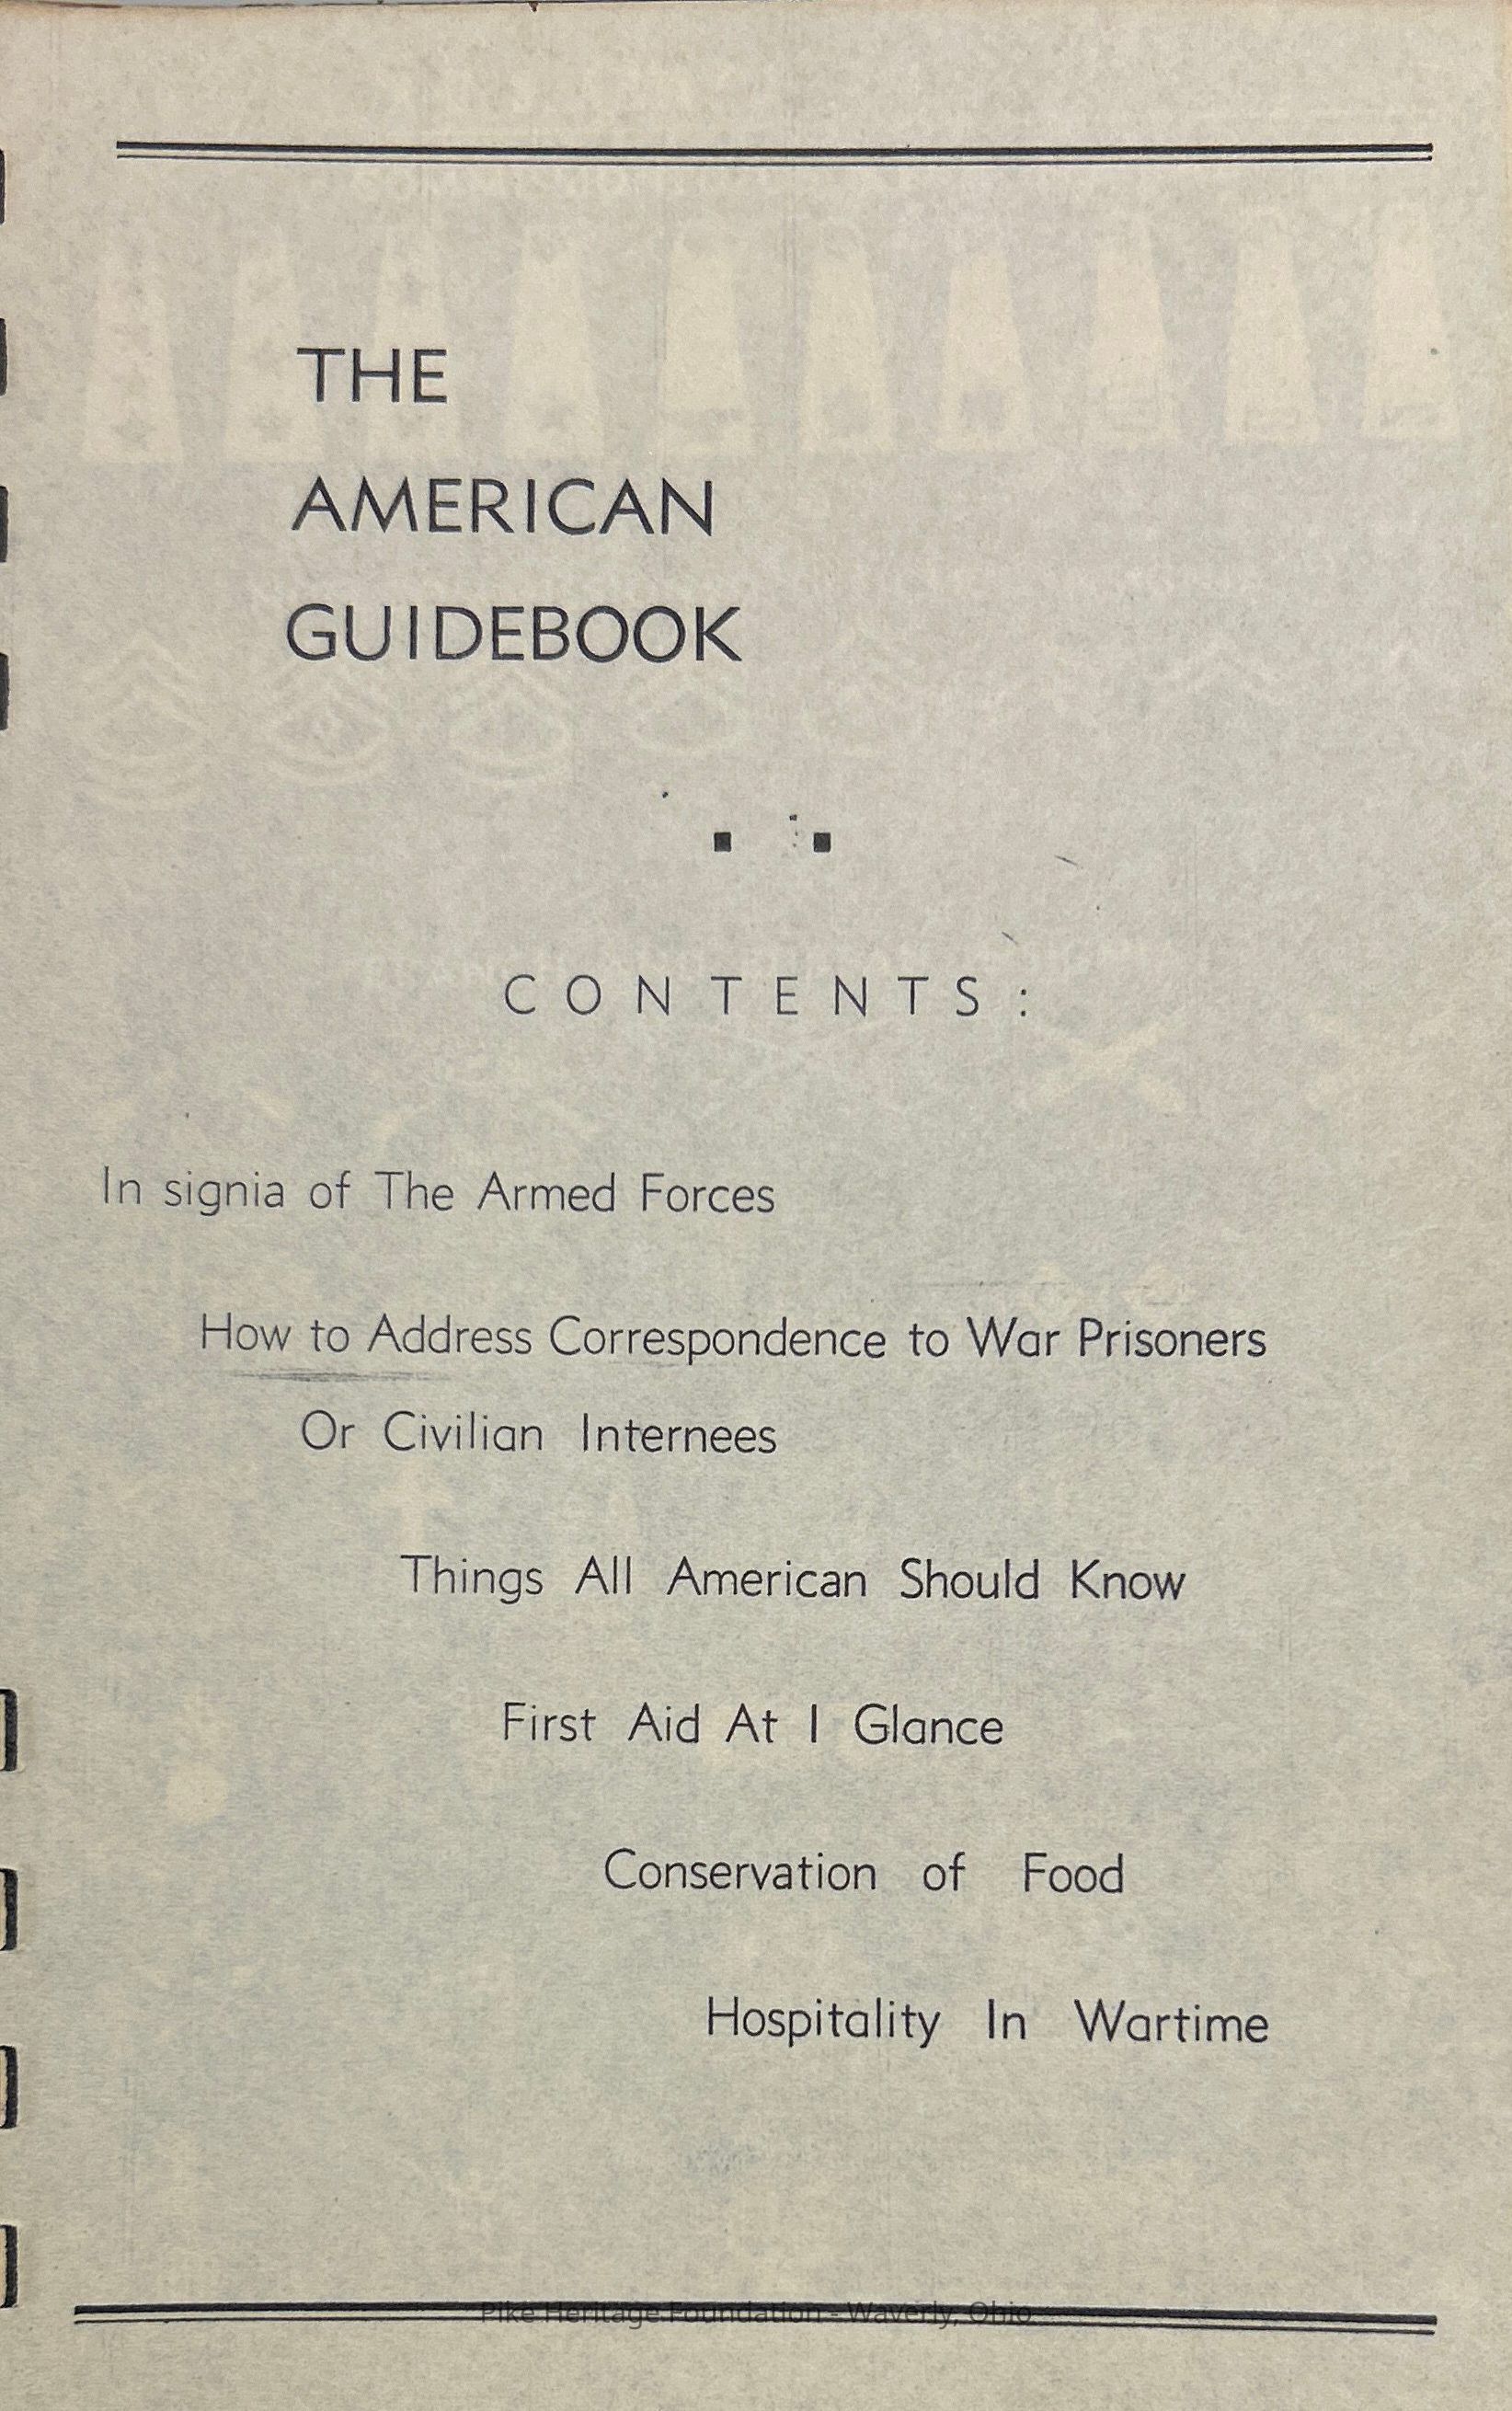 THE
AMERICAN
GUIDEBOOK
CONTENTS:
In signia of The Armed Forces
How to Address Correspondence to War Prisoners
Or Civilian Internees
Things All American Should Know
First Aid At I Glance
Conservation of Food
Hospitality In Wartime
Pike Heritage Foundation - Waverly, Ohio